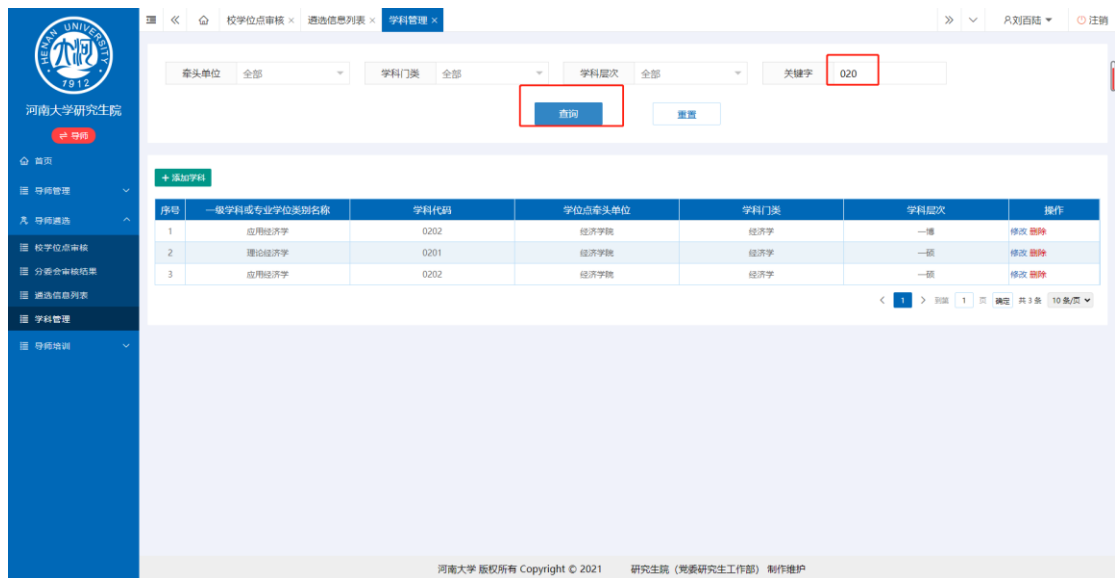 HENAN UNIVERSITY
1912
河南大学研究生院
导师
首页
导师管理
导师遴选
校学位点审核
分委会审核结果
遴选信息列表
学科管理
导师培训
校学位点审核 × 遴选信息列表 × 学科管理 × 刘百陆 注销
牵头单位 全部 学科门类 全部 学科层次 全部 关键字 020
查询 重置
+ 添加学科
序号 一级学科或专业学位类别名称 学科代码 学位点牵头单位 学科门类 学科层次 操作
1 应用经济学 0202 经济学院 经济学 一博 修改 删除
2 理论经济学 0201 经济学院 经济学 一硕 修改 删除
3 应用经济学 0202 经济学院 经济学 一硕 修改 删除
1 到第 1 页 确定 共 3 条 10 条/页
河南大学 版权所有 Copyright © 2021 研究生院（党委研究生工作部） 制作维护